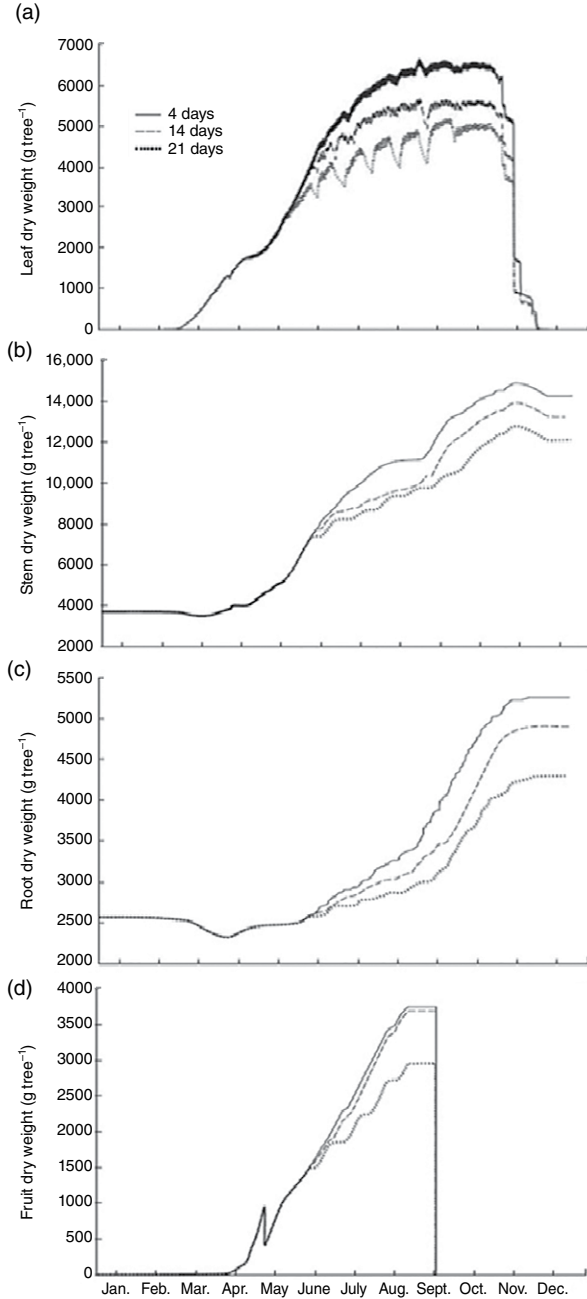 (a)
7000
6000
5000
4000
3000
2000
1000
0
Leaf dry weight (g tree⁻¹)
4 days
14 days
21 days
(b)
16,000
14,000
12,000
10,000
8000
6000
4000
2000
Stem dry weight (g tree⁻¹)
(c)
5500
5000
4500
4000
3500
3000
2500
2000
Root dry weight (g tree⁻¹)
(d)
4000
3500
3000
2500
2000
1500
1000
500
0
Fruit dry weight (g tree⁻¹)
Jan. Feb. Mar. Apr. May June July Aug. Sept. Oct. Nov. Dec.